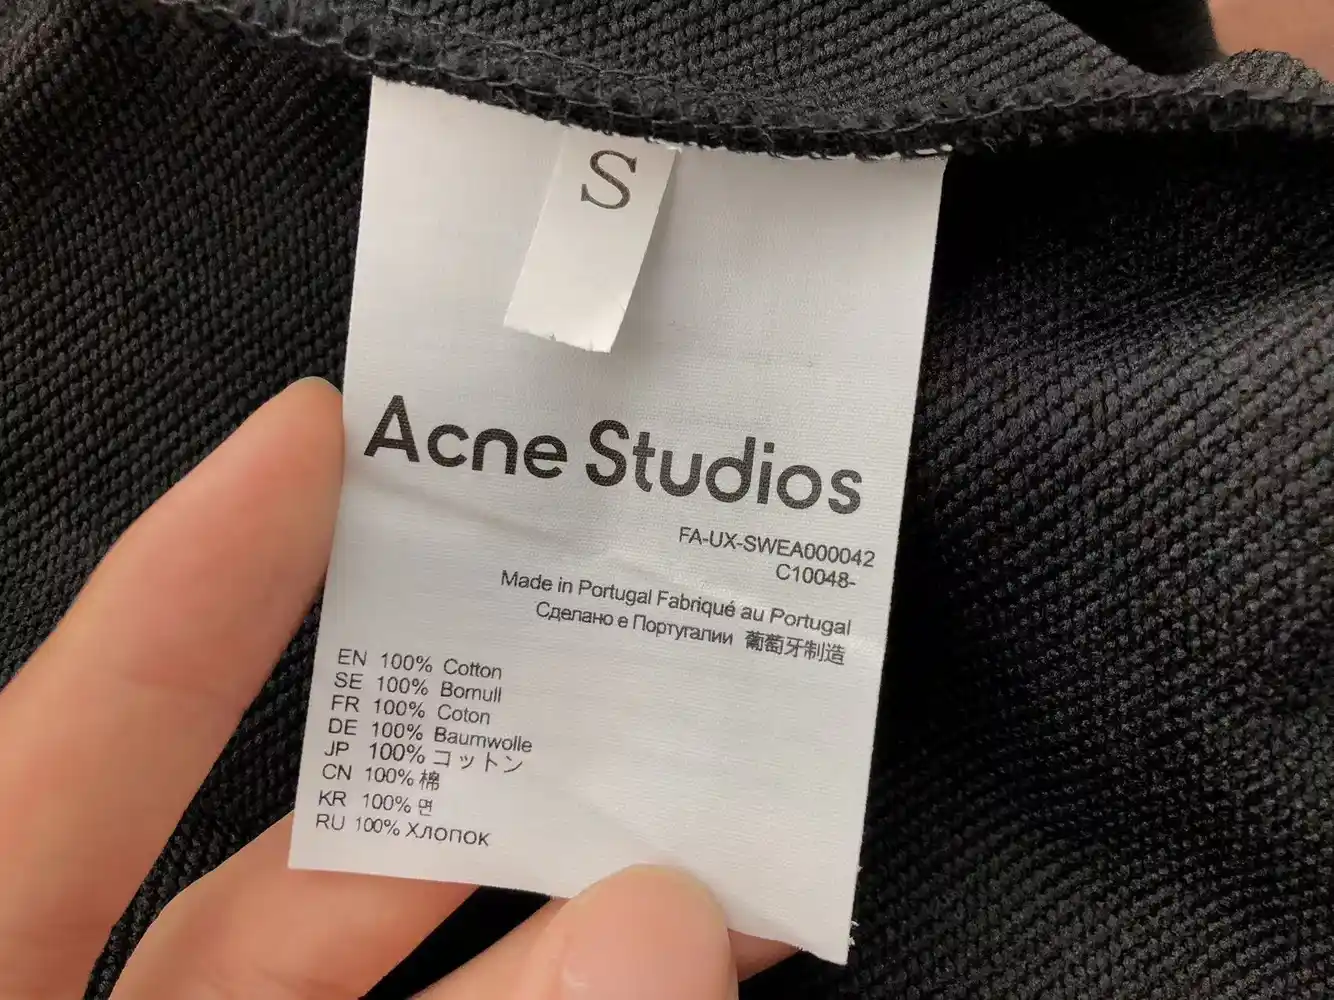 S
Acne Studios
FA-UX-SWEA000042
C10048-
Made in Portugal Fabriqué au Portugal
Сделано е Португалии 葡萄牙制造
EN 100% Cotton
SE 100% Bomull
FR 100% Coton
DE 100% Baumwolle
JP 100% コットン
CN 100% 棉
KR 100% 면
RU 100% Хлопок